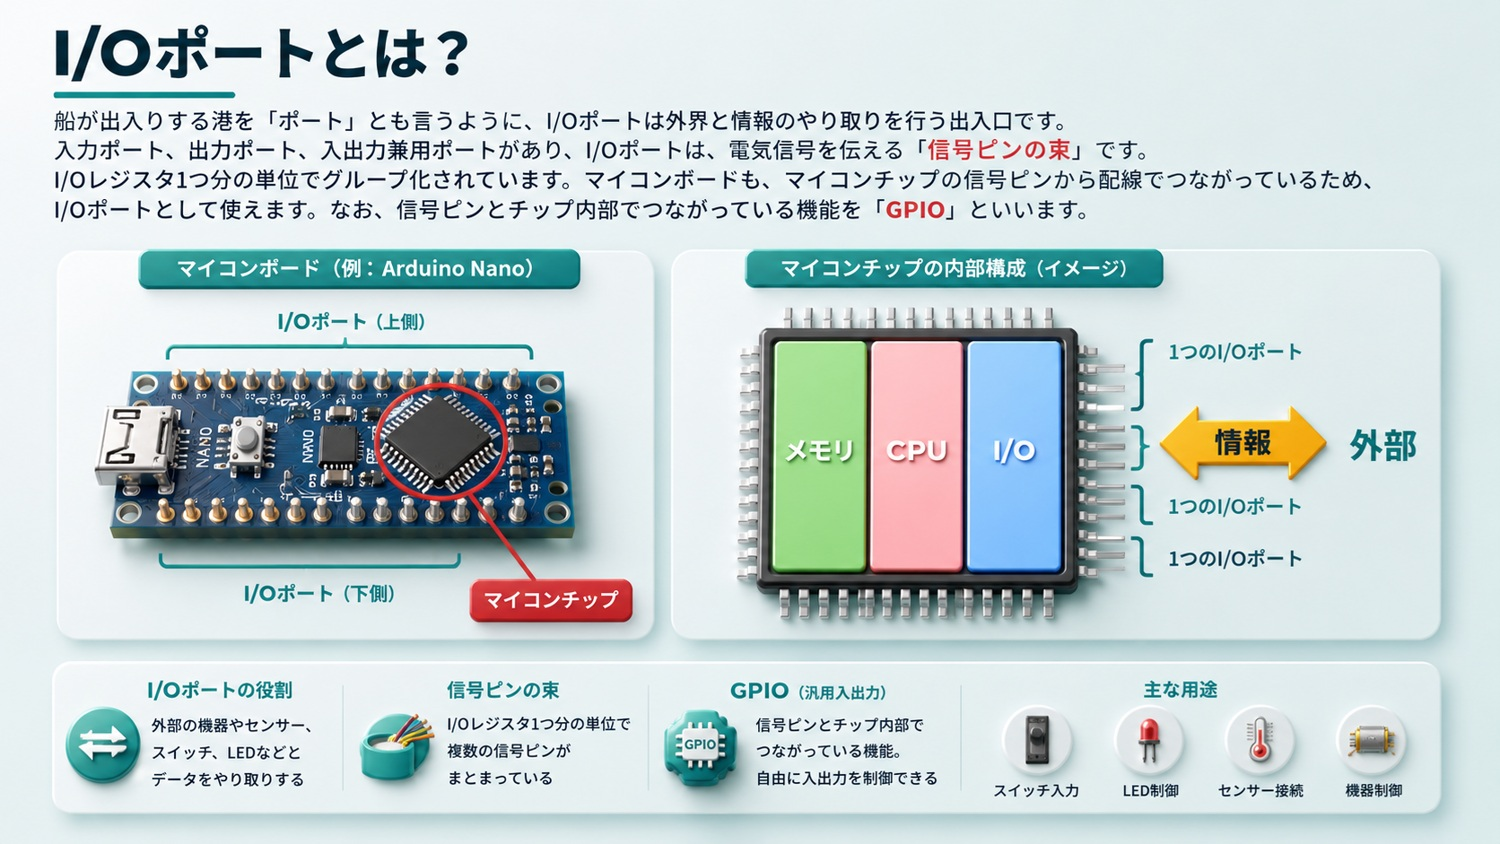 I/Oポートとは？
船が出入りする港を「ポート」とも言うように、I/Oポートは外界と情報のやり取りを行う出入口です。
入力ポート、出力ポート、入出力兼用ポートがあり、I/Oポートは、電気信号を伝える「信号ピンの束」です。
I/Oレジスタ1つ分の単位でグループ化されています。マイコンボードも、マイコンチップの信号ピンから配線でつながっているため、
I/Oポートとして使えます。なお、信号ピンとチップ内部でつながっている機能を「GPIO」といいます。
マイコンボード（例：Arduino Nano）
I/Oポート（上側）
NANO
NANO
I/Oポート（下側）
マイコンチップ
マイコンチップの内部構成（イメージ）
メモリ
CPU
I/O
1つのI/Oポート
情報
外部
1つのI/Oポート
1つのI/Oポート
I/Oポートの役割
外部の機器やセンサー、
スイッチ、LEDなどと
データをやり取りする
信号ピンの束
I/Oレジスタ1つ分の単位で
複数の信号ピンが
まとまっている
GPIO（汎用入出力）
GPIO
信号ピンとチップ内部で
つながっている機能。
自由に入出力を制御できる
主な用途
スイッチ入力
LED制御
センサー接続
機器制御